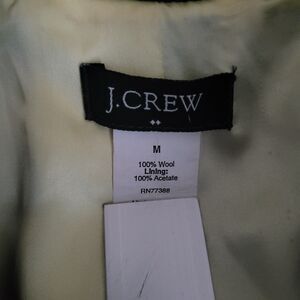 J.CREW
M
100% Wool
Lining:
100% Acetate
RN77388